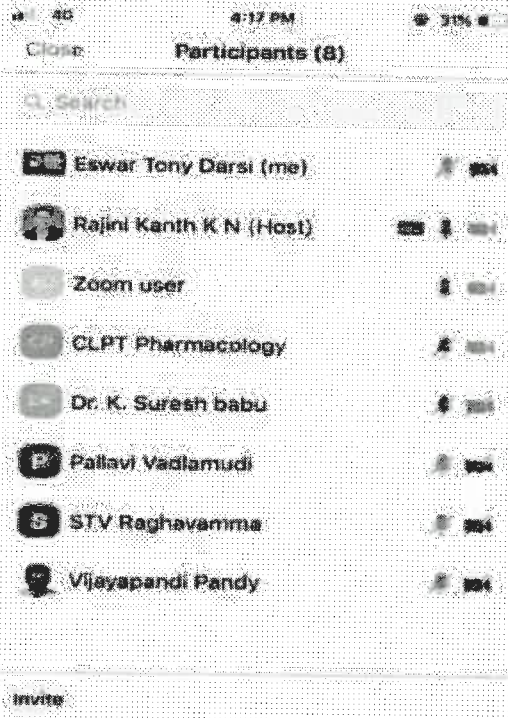 4G 4:17 PM 31%
Close Participants (8)
Search
Eswar Tony Darsi (me)
Rajini Kanth K N (Host)
Zoom user
CLPT Pharmacology
Dr. K. Suresh babu
P Pallavi Vadlamudi
S STV Raghavamma
Vijayapandi Pandy
Invite